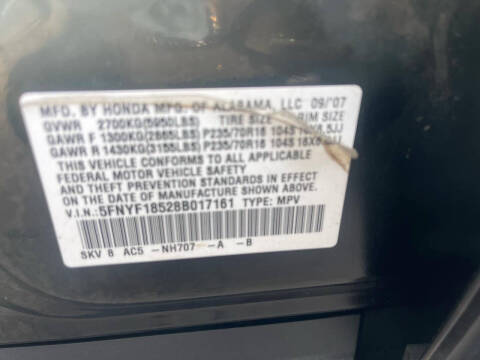 MFD. BY HONDA MFG. OF ALABAMA, LLC 09/'07
GVWR 2700KG(5950LBS) TIRE SIZE RIM SIZE
GAWR F 1300KG(2865LBS) P235/70R16 104S 16X6.5JJ
GAWR R 1430KG(3155LBS) P235/70R16 104S
THIS VEHICLE CONFORMS TO ALL APPLICABLE
FEDERAL MOTOR VEHICLE SAFETY AND
THEFT PREVENTION STANDARDS IN EFFECT
ON THE DATE OF MANUFACTURE SHOWN ABOVE.
V.I.N.: 5FNYF18528B017161 TYPE: MPV
SKV 8 AC5 -NH707 -A -B